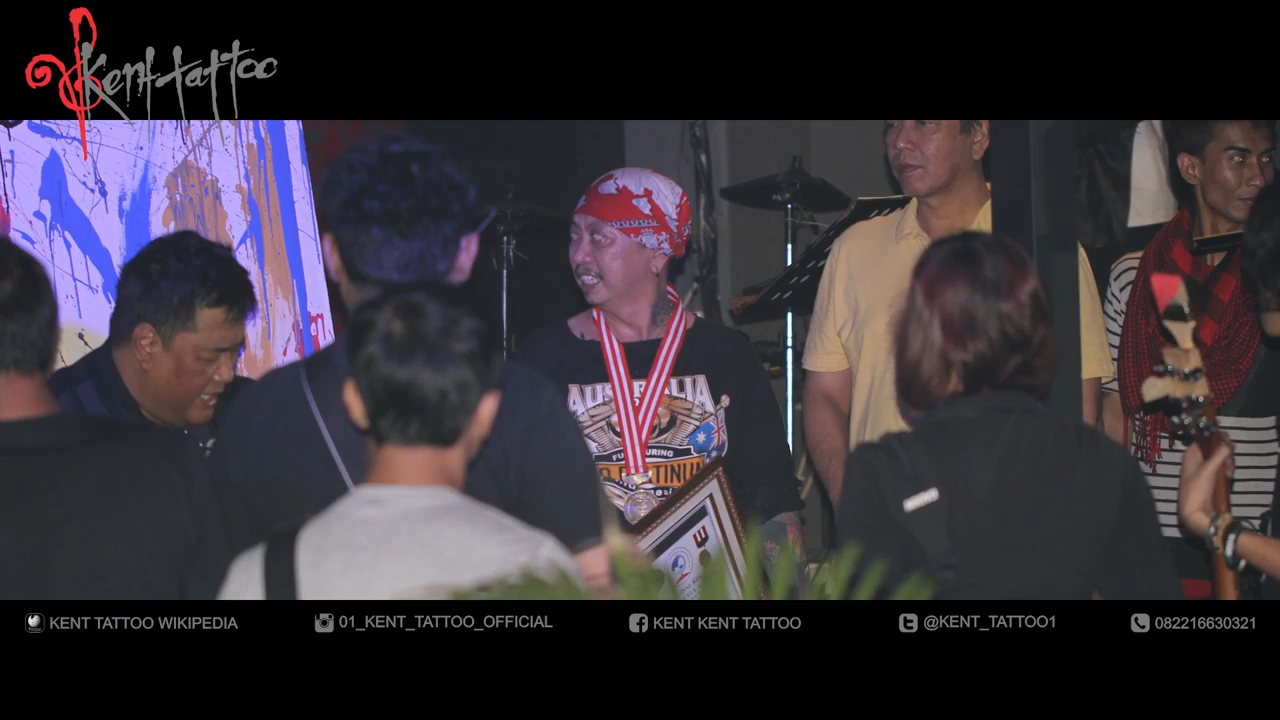 Kent tattoo
AUSTRALIA
KENT TATTOO WIKIPEDIA
01_KENT_TATTOO_OFFICIAL
KENT KENT TATTOO
@KENT_TATTOO1
082216630321